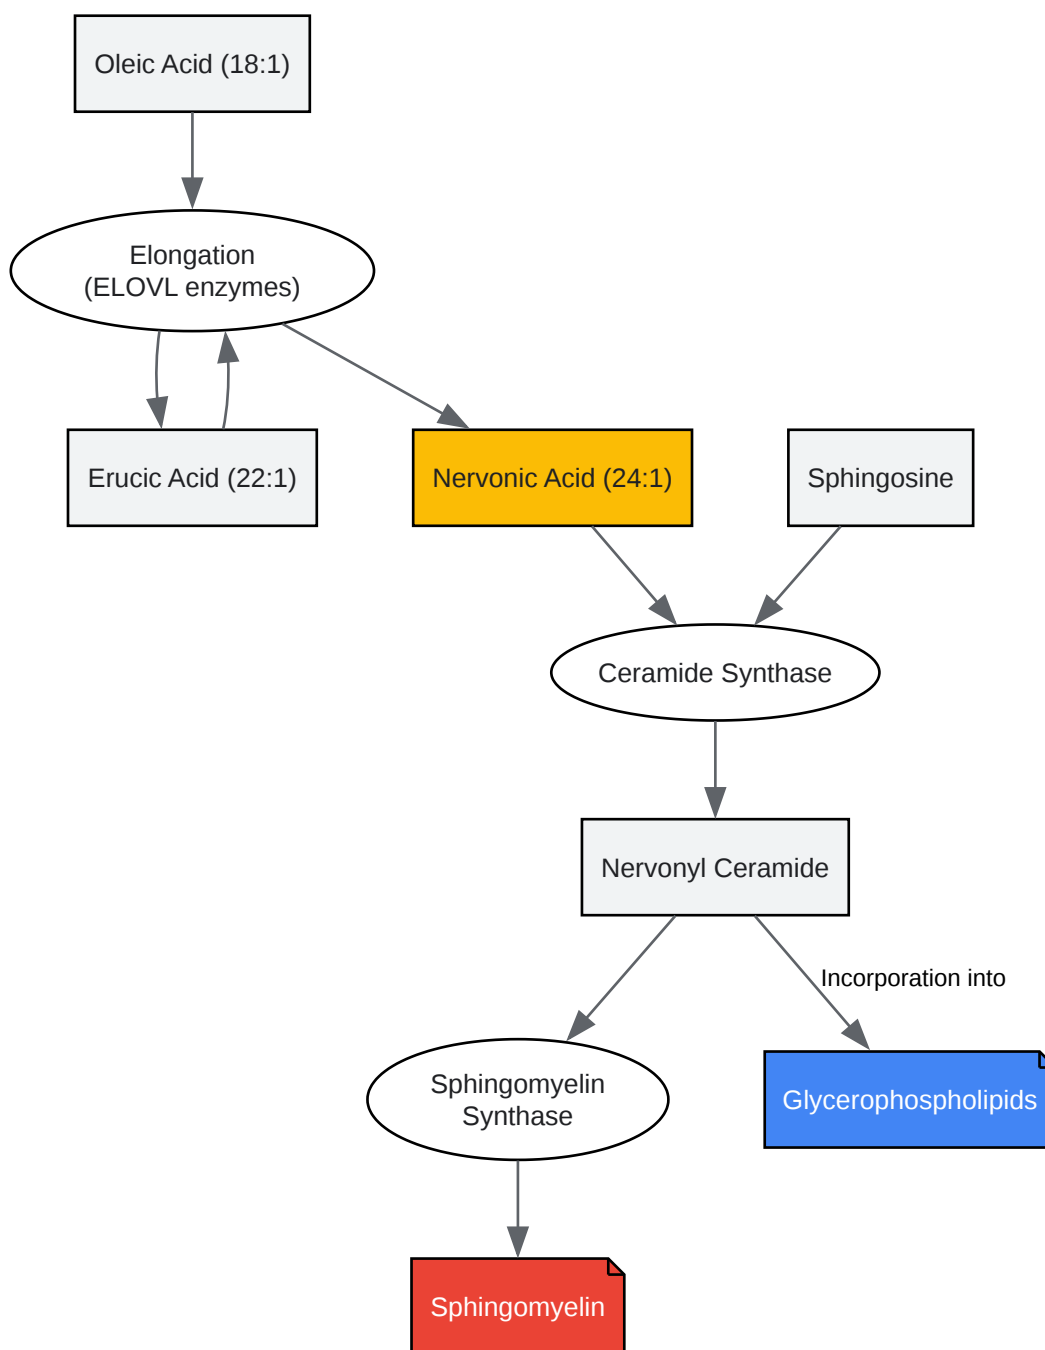 Oleic Acid (18:1)
Elongation
(ELOVL enzymes)
Erucic Acid (22:1)
Nervonic Acid (24:1)
Sphingosine
Ceramide Synthase
Nervonyl Ceramide
Incorporation into
Sphingomyelin
Synthase
Glycerophospholipids
Sphingomyelin